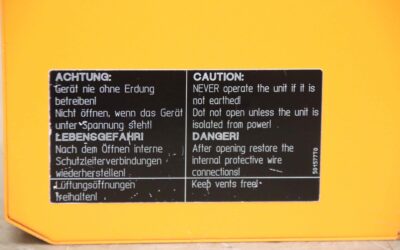 ACHTUNG:
Gerät nie ohne Erdung
betreiben!
Nicht öffnen, wenn das Gerät
unter Spannung steht!
LEBENSGEFAHR!
Nach dem Öffnen interne
Schutzleiterverbindungen
wiederherstellen!
Lüftungsöffnungen
freihalten!
CAUTION:
NEVER operate the unit if it is
not earthed!
Dot not open unless the unit is
isolated from power!
DANGER!
After opening restore the
internal protective wire
connections!
Keep vents free!